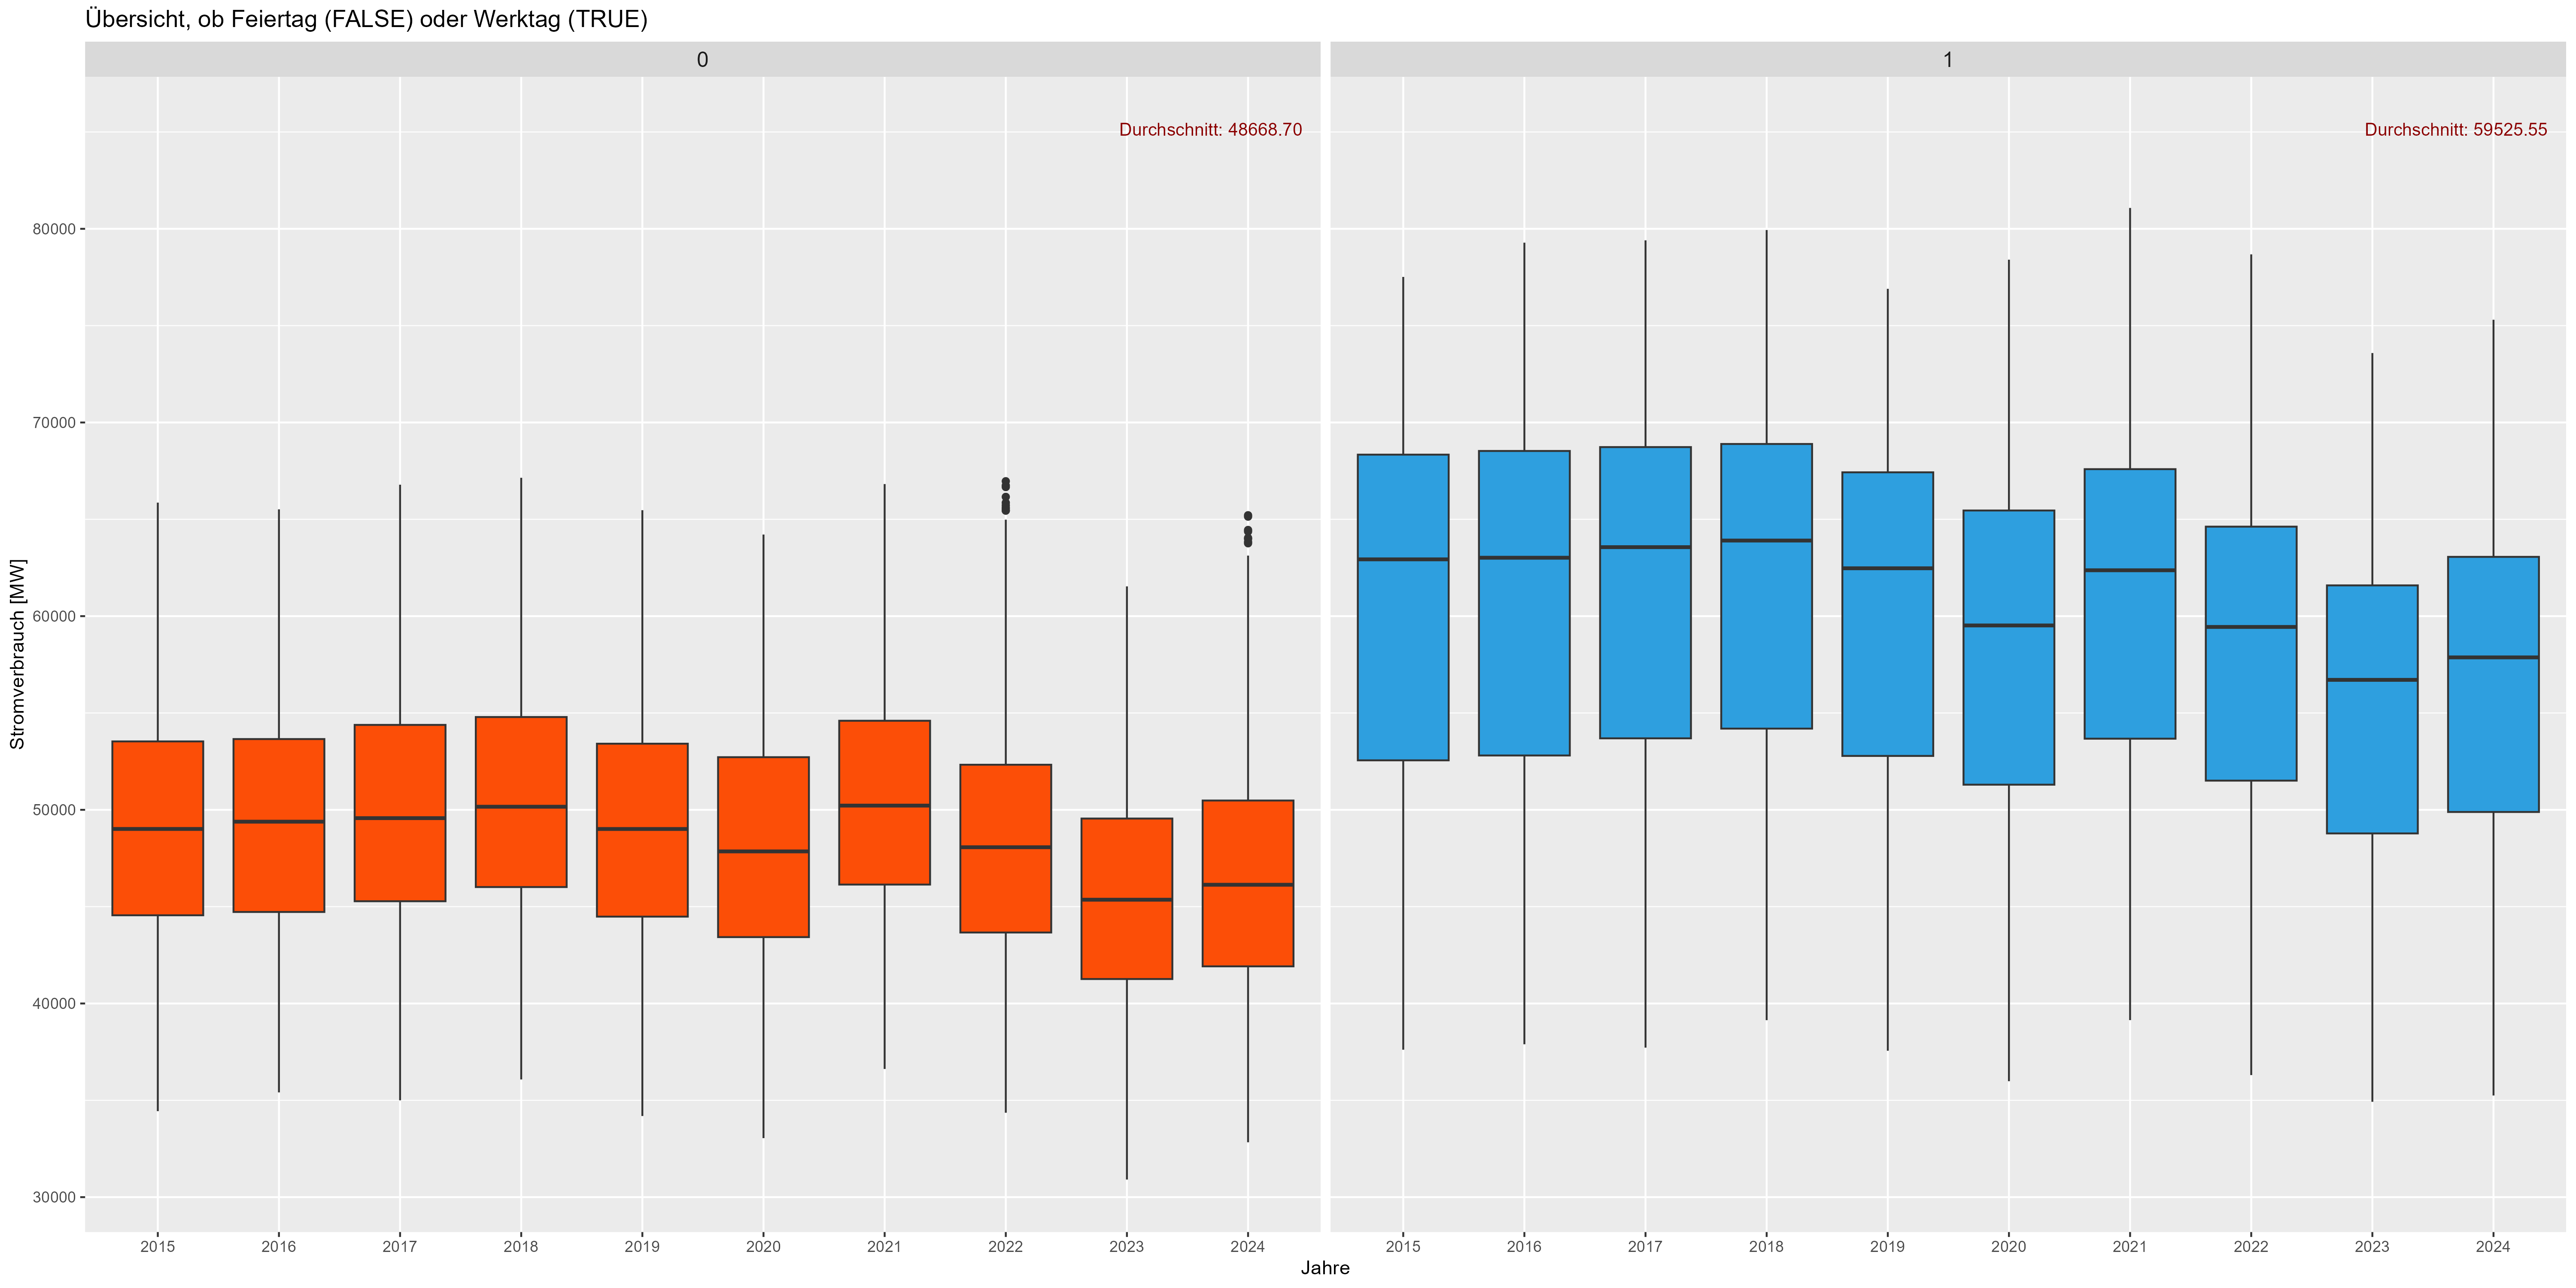 Übersicht, ob Feiertag (FALSE) oder Werktag (TRUE)
0
1
Durchschnitt: 48668.70
Durchschnitt: 59525.55
Stromverbrauch [MW]
80000
70000
60000
50000
40000
30000
2015 2016 2017 2018 2019 2020 2021 2022 2023 2024
2015 2016 2017 2018 2019 2020 2021 2022 2023 2024
Jahre